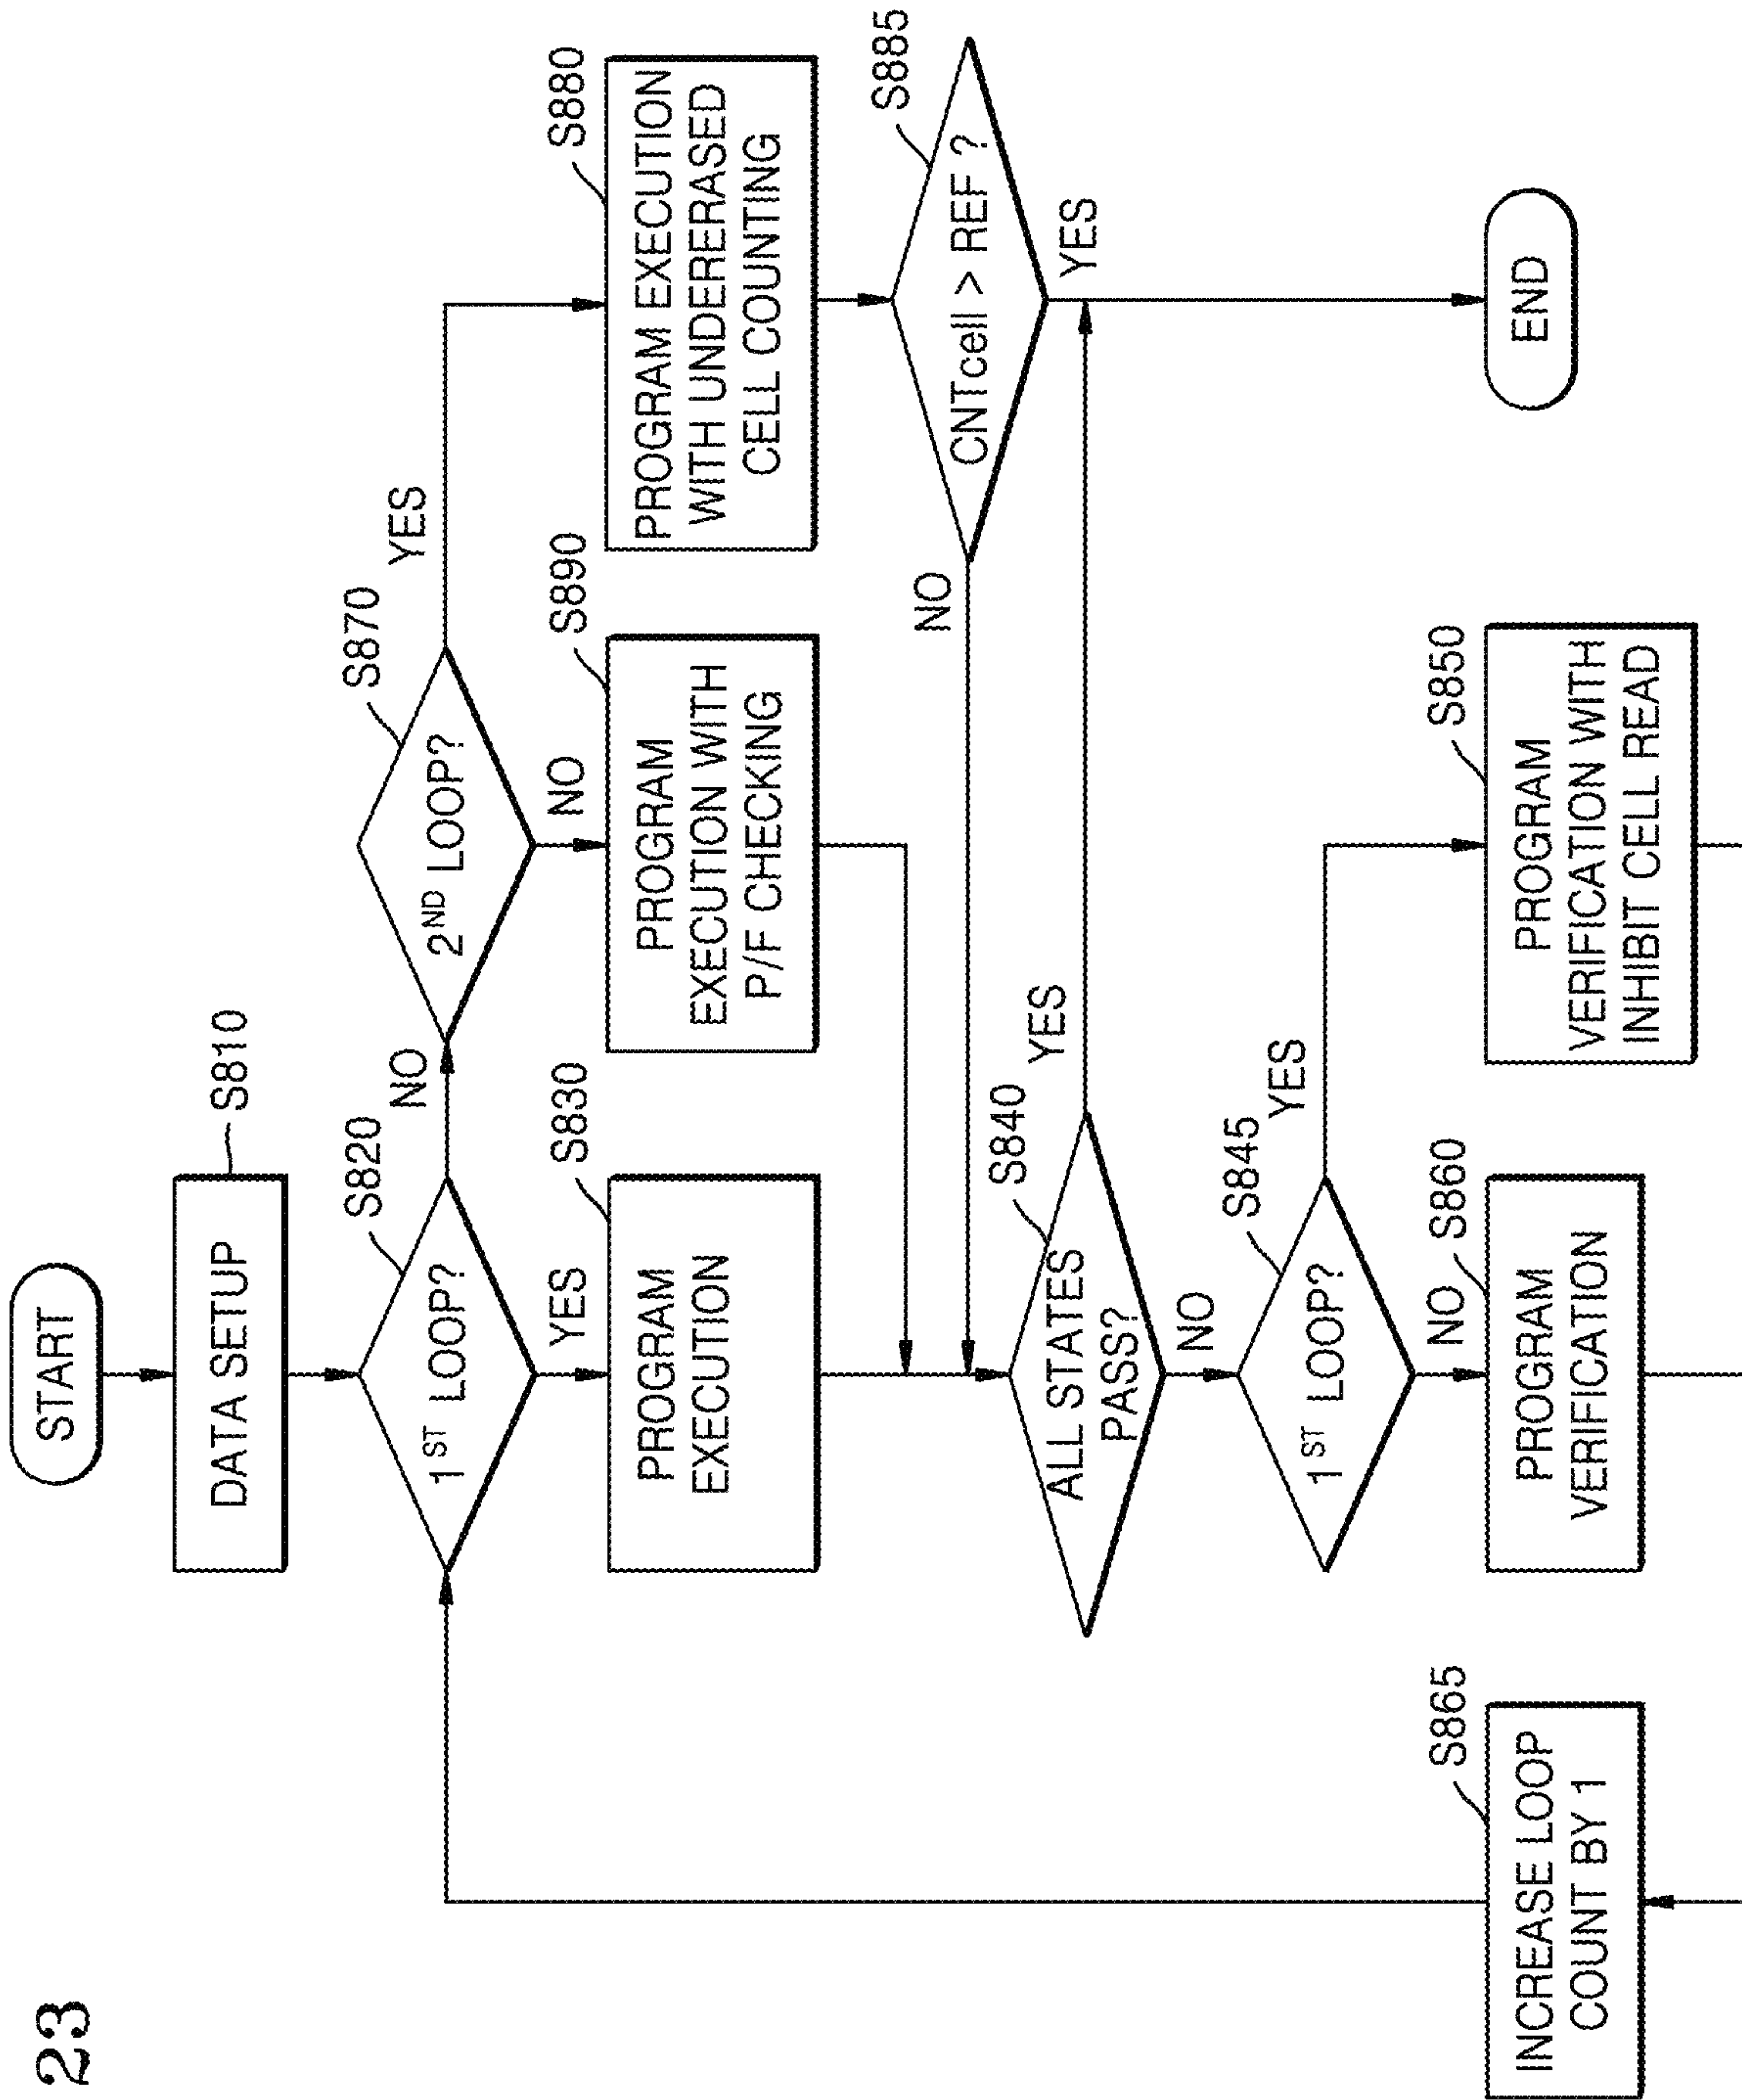 23
START
DATA SETUP
S810
1ST LOOP?
S820
NO
YES
2ND LOOP?
S870
YES
NO
PROGRAM
EXECUTION
S830
PROGRAM
EXECUTION WITH
P/F CHECKING
S890
PROGRAM EXECUTION
WITH UNDERERASED
CELL COUNTING
S880
CNTcell > REF ?
S885
NO
YES
ALL STATES
PASS?
S840
YES
NO
1ST LOOP?
S845
YES
NO
INCREASE LOOP
COUNT BY 1
S865
PROGRAM
VERIFICATION
S860
PROGRAM
VERIFICATION WITH
INHIBIT CELL READ
S850
END